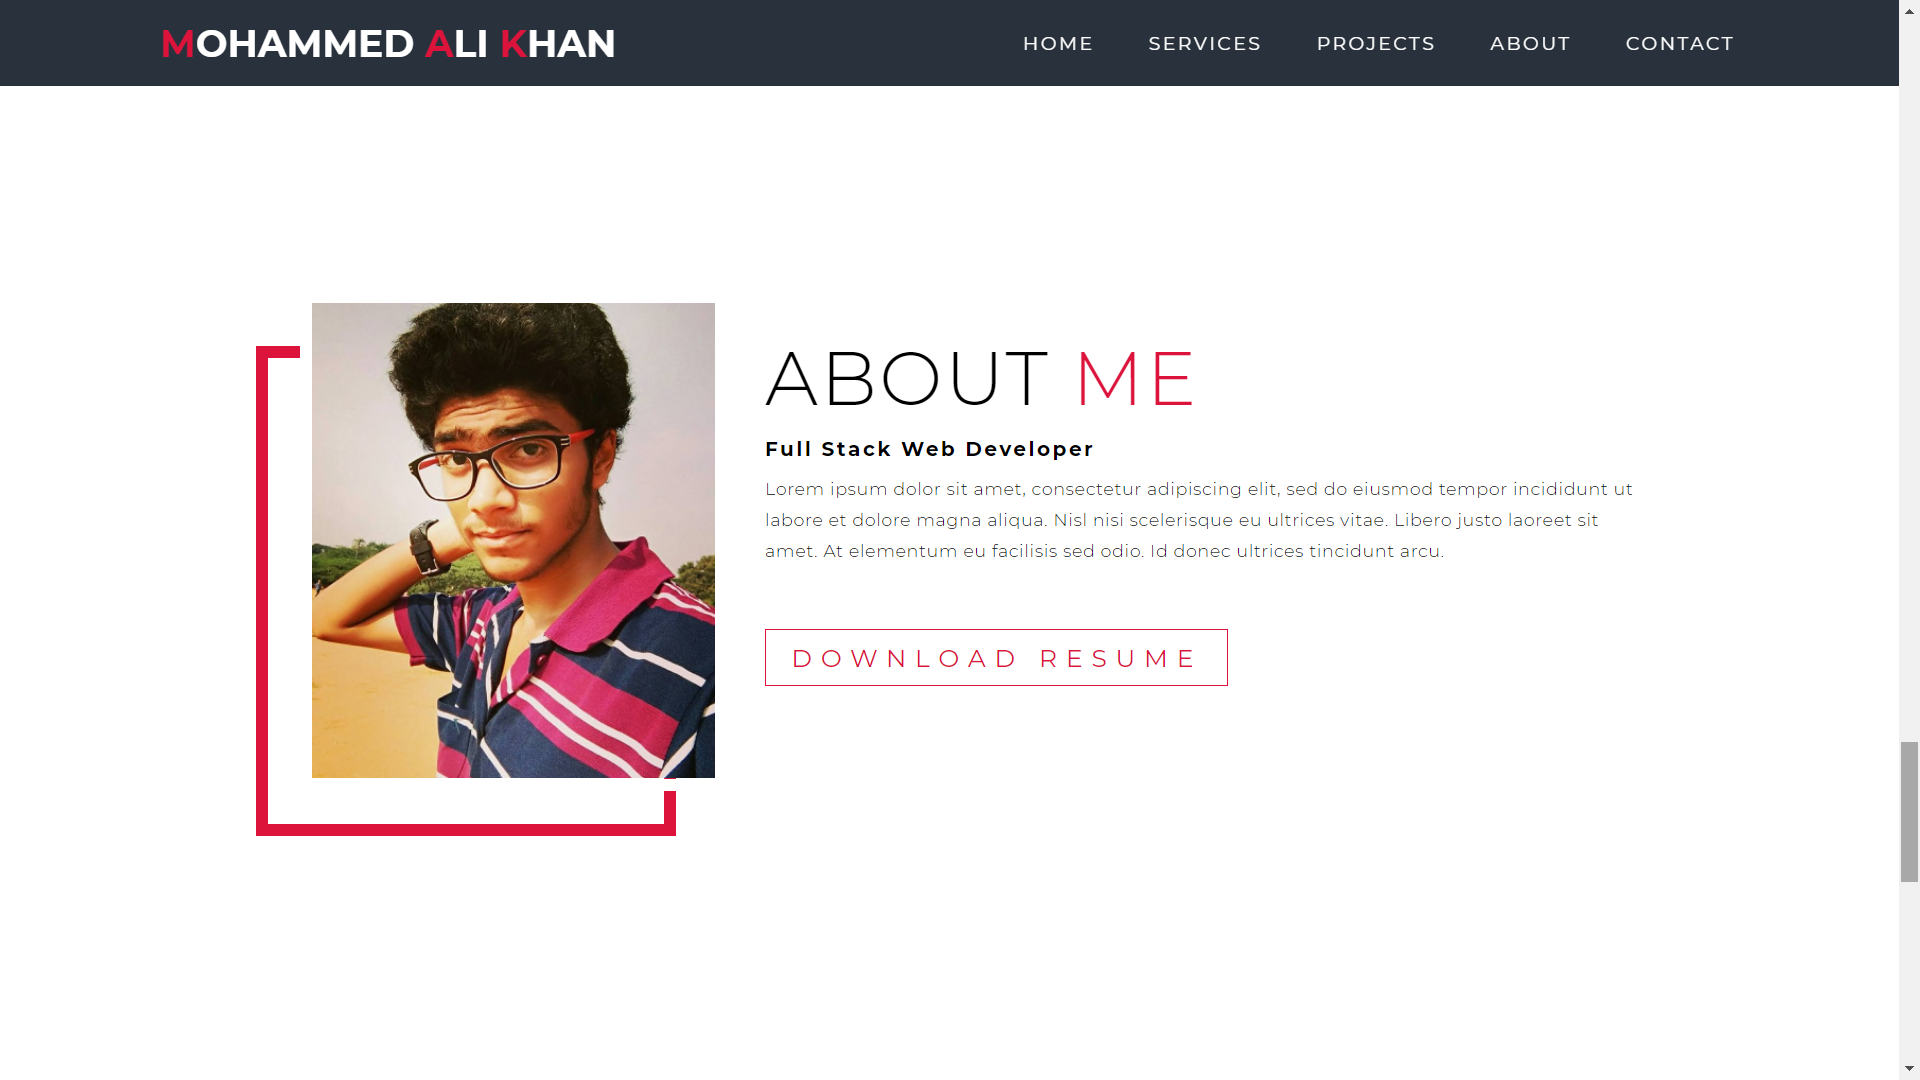 MOHAMMED ALI KHAN
HOME SERVICES PROJECTS ABOUT CONTACT
ABOUT ME
Full Stack Web Developer
Lorem ipsum dolor sit amet, consectetur adipiscing elit, sed do eiusmod tempor incididunt ut
labore et dolore magna aliqua. Nisl nisi scelerisque eu ultrices vitae. Libero justo laoreet sit
amet. At elementum eu facilisis sed odio. Id donec ultrices tincidunt arcu.
DOWNLOAD RESUME